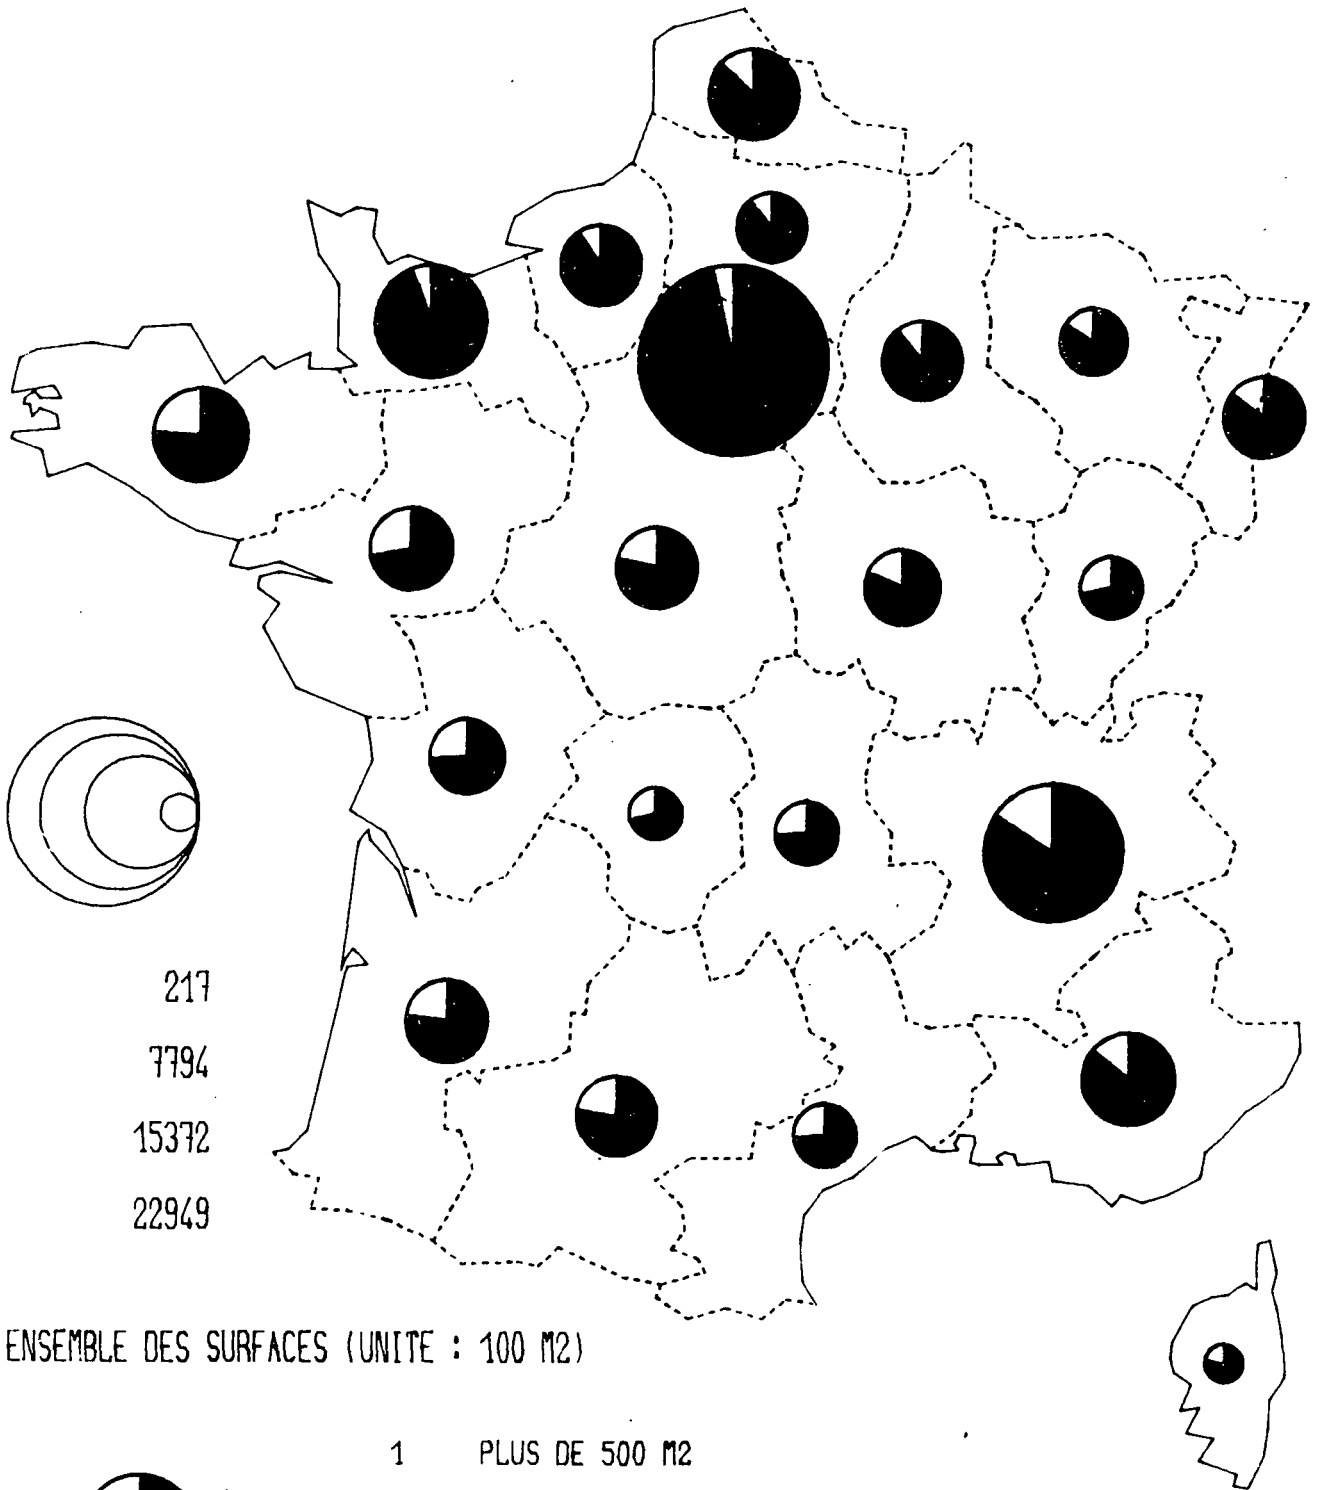 217
7794
15372
22949
ENSEMBLE DES SURFACES (UNITE : 100 M2)
1 PLUS DE 500 M2